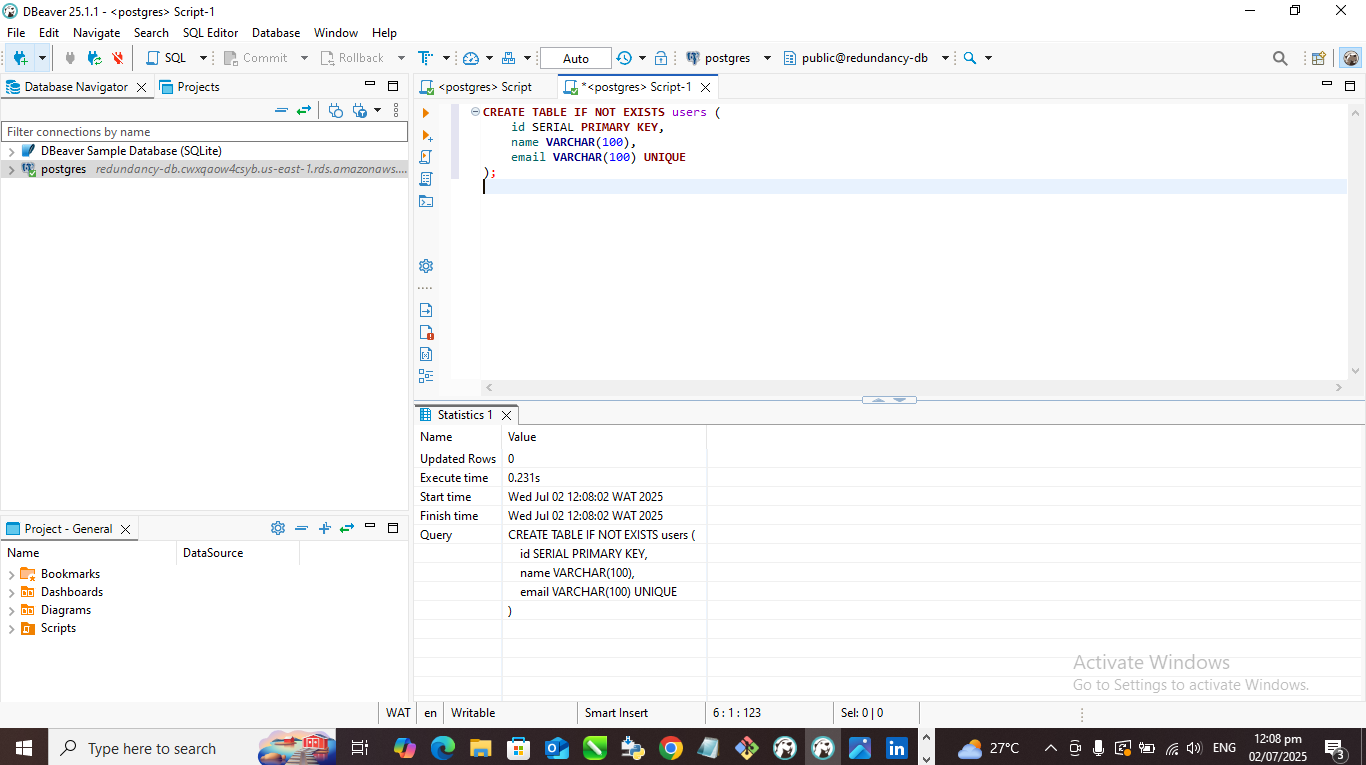 DBeaver 25.1.1 - <postgres> Script-1
File Edit Navigate Search SQL Editor Database Window Help
SQL Commit Rollback Auto postgres public@redundancy-db
Database Navigator Projects
Filter connections by name
DBeaver Sample Database (SQLite)
postgres redundancy-db.cwxqaow4csyb.us-east-1.rds.amazonaws....
<postgres> Script *<postgres> Script-1
CREATE TABLE IF NOT EXISTS users (
id SERIAL PRIMARY KEY,
name VARCHAR(100),
email VARCHAR(100) UNIQUE
);
Statistics 1
Name Value
Updated Rows 0
Execute time 0.231s
Start time Wed Jul 02 12:08:02 WAT 2025
Finish time Wed Jul 02 12:08:02 WAT 2025
Query CREATE TABLE IF NOT EXISTS users (
id SERIAL PRIMARY KEY,
name VARCHAR(100),
email VARCHAR(100) UNIQUE
)
Project - General
Name DataSource
Bookmarks
Dashboards
Diagrams
Scripts
Activate Windows
Go to Settings to activate Windows.
WAT en Writable Smart Insert 6 : 1 : 123 Sel: 0 | 0
Type here to search
27°C ENG
12:08 pm
02/07/2025
3